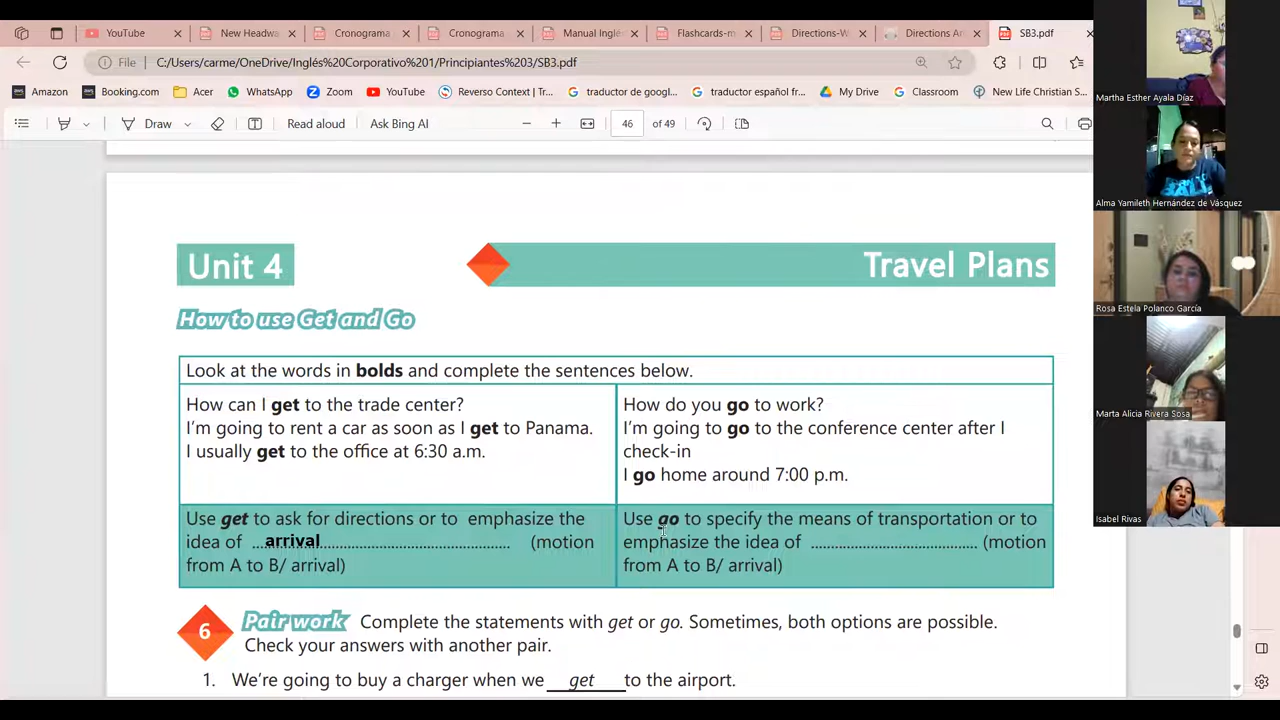 YouTube
New Headwa
Cronograma
Cronograma
Manual Inglé
Flashcards-m
Directions-W
Directions An
SB3.pdf
File
C:/Users/carme/OneDrive/Inglés%20Corporativo%201/Principiantes%203/SB3.pdf
Amazon
Booking.com
Acer
WhatsApp
Zoom
YouTube
Reverso Context | Tr...
traductor de googl...
traductor español fr...
My Drive
Classroom
New Life Christian S...
Draw
Read aloud
Ask Bing AI
46 of 49
Unit 4
Travel Plans
How to use Get and Go
Look at the words in bolds and complete the sentences below.
How can I get to the trade center?
I'm going to rent a car as soon as I get to Panama.
I usually get to the office at 6:30 a.m.
How do you go to work?
I'm going to go to the conference center after I
check-in
I go home around 7:00 p.m.
Use get to ask for directions or to emphasize the
idea of ...arrival................................................. (motion
from A to B/ arrival)
Use go to specify the means of transportation or to
emphasize the idea of ........................................... (motion
from A to B/ arrival)
6
Pair work Complete the statements with get or go. Sometimes, both options are possible.
Check your answers with another pair.
1. We're going to buy a charger when we __get__ to the airport.
Martha Esther Ayala Díaz
Alma Yamileth Hernández de Vásquez
Rosa Estela Polanco García
Marta Alicia Rivera Sosa
Isabel Rivas